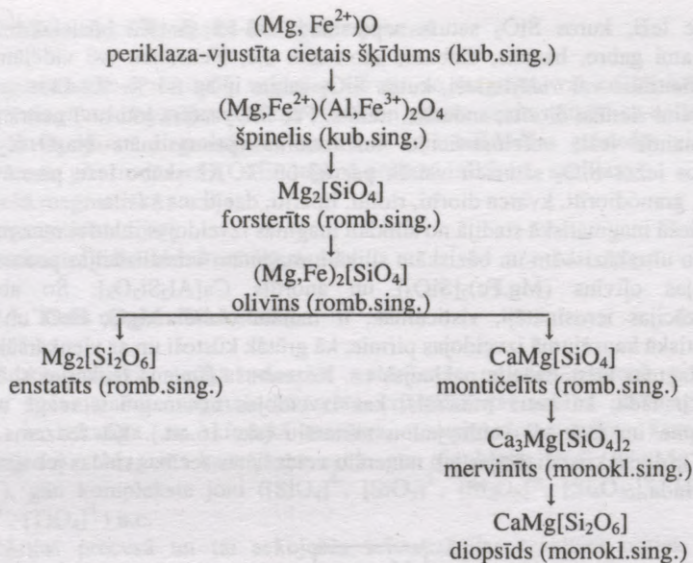 (Mg, Fe²⁺)O
periklaza-vjustīta cietais šķīdums (kub.sing.)
(Mg,Fe²⁺)(Al,Fe³⁺)₂O₄
špinelis (kub,sing.)
Mg₂[SiO₄]
forsterīts (romb.sing.)
(Mg,Fe)₂[SiO₄]
olivīns (romb.sing.)
Mg₂[Si₂O₆]
enstatīts (romb.sing.)
CaMg[SiO₄]
montičelīts (romb.sing.)
Ca₃Mg[SiO₄]₂
mervinīts (monokl.sing.)
CaMg[Si₂O₆]
diopsīds (monokl.sing.)